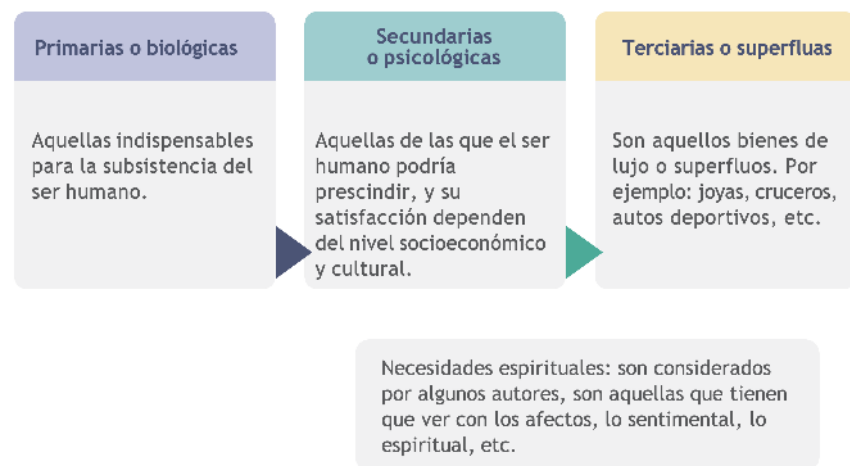 Primarias o biológicas
Aquellas indispensables
para la subsistencia del
ser humano.
Secundarias
o psicológicas
Aquellas de las que el ser
humano podría
prescindir, y su
satisfacción dependen
del nivel socioeconómico
y cultural.
Terciarias o superfluas
Son aquellos bienes de
lujo o superfluos. Por
ejemplo: joyas, cruceros,
autos deportivos, etc.
Necesidades espirituales: son considerados
por algunos autores, son aquellas que tienen
que ver con los afectos, lo sentimental, lo
espiritual, etc.